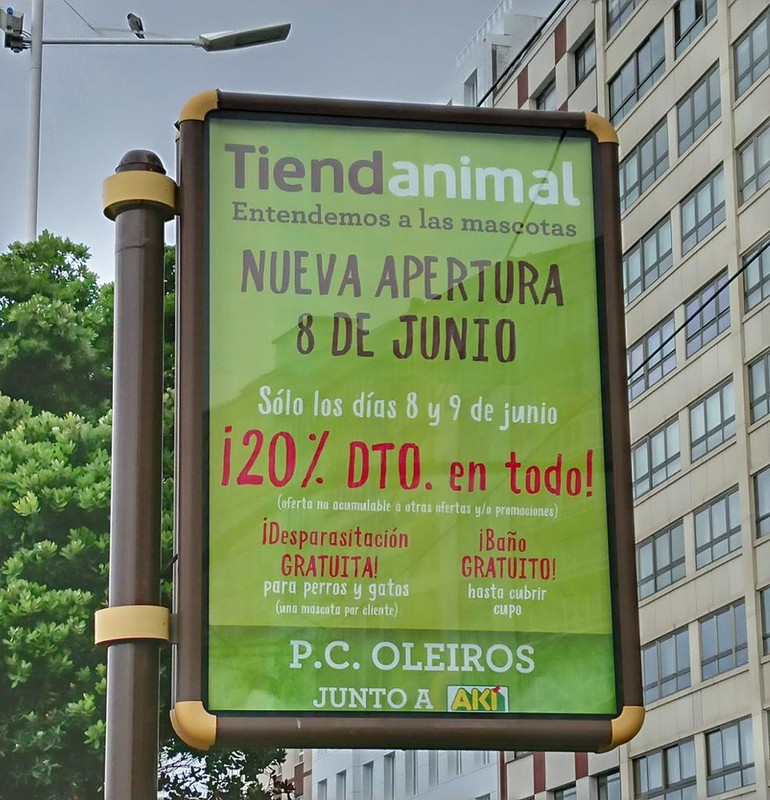 Tiendanimal
Entendemos a las mascotas
NUEVA APERTURA
8 DE JUNIO
Sólo los días 8 y 9 de junio
¡20% DTO. en todo!
(oferta no acumulable a otras ofertas y/o promociones)
¡Desparasitación
GRATUITA!
para perros y gatos
(una mascota por cliente)
¡Baño
GRATUITO!
hasta cubrir
cupo
P.C. OLEIROS
JUNTO A AKÍ